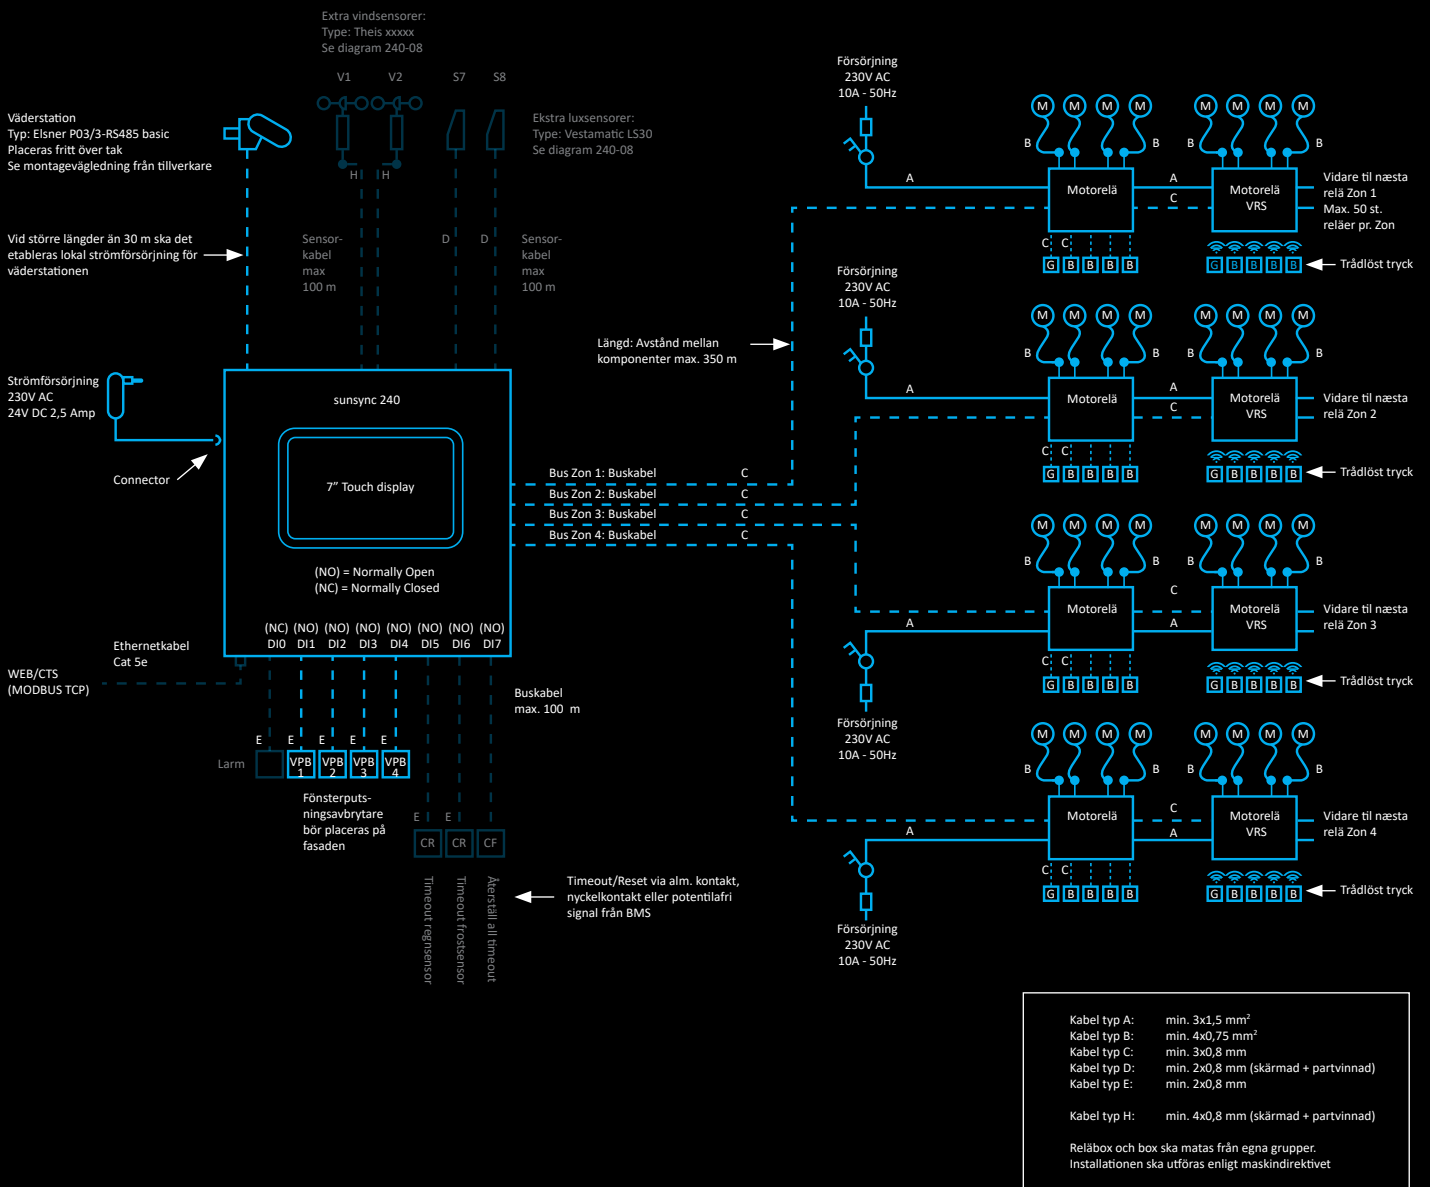 Extra vindsensorer:
Type: Theis xxxxx
Se diagram 240-08
V1
V2
S7
S8
Väderstation
Typ: Elsner P03/3-RS485 basic
Placeras fritt över tak
Se montagevägledning från tillverkare
Ekstra luxsensorer:
Type: Vestamatic LS30
Se diagram 240-08
H
H
Vid större längder än 30 m ska det
etableras lokal strömförsörjning för
väderstationen
Sensor-
kabel
max
100 m
D
D
Sensor-
kabel
max
100 m
Strömförsörjning
230V AC
24V DC 2,5 Amp
Connector
sunsync 240
7” Touch display
(NO) = Normally Open
(NC) = Normally Closed
(NC) (NO) (NO) (NO) (NO) (NO) (NO) (NO)
DI0 DI1 DI2 DI3 DI4 DI5 DI6 DI7
Ethernetkabel
Cat 5e
WEB/CTS
(MODBUS TCP)
Buskabel
max. 100 m
E E E E E
Larm
VPB 1
VPB 2
VPB 3
VPB 4
Fönsterputs-
ningsavbrytare
bör placeras på
fasaden
E E
CR CR CF
Timeout regnsensor
Timeout frostsensor
Återställ all timeout
Timeout/Reset via alm. kontakt,
nyckelkontakt eller potentilafri
signal från BMS
Längd: Avstånd mellan
komponenter max. 350 m
Bus Zon 1: Buskabel C
Bus Zon 2: Buskabel C
Bus Zon 3: Buskabel C
Bus Zon 4: Buskabel C
Försörjning
230V AC
10A - 50Hz
M M M M M M M M
B B B B
A
Motorelä
A
C
Motorelä
VRS
Vidare til næsta
relä Zon 1
Max. 50 st.
reläer pr. Zon
C C
G B B B B
G B B B B
Trådlöst tryck
Försörjning
230V AC
10A - 50Hz
M M M M M M M M
B B B B
A
Motorelä
A
C
Motorelä
VRS
Vidare til næsta
relä Zon 2
C C
G B B B B
G B B B B
Trådlöst tryck
M M M M M M M M
B B B B
A
Motorelä
C
A
Motorelä
VRS
Vidare til næsta
relä Zon 3
C C
G B B B B
G B B B B
Trådlöst tryck
Försörjning
230V AC
10A - 50Hz
M M M M M M M M
B B B B
A
Motorelä
C
A
Motorelä
VRS
Vidare til næsta
relä Zon 4
C C
G B B B B
G B B B B
Trådlöst tryck
Försörjning
230V AC
10A - 50Hz
Kabel typ A: min. 3x1,5 mm²
Kabel typ B: min. 4x0,75 mm²
Kabel typ C: min. 3x0,8 mm
Kabel typ D: min. 2x0,8 mm (skärmad + partvinnad)
Kabel typ E: min. 2x0,8 mm
Kabel typ H: min. 4x0,8 mm (skärmad + partvinnad)
Reläbox och box ska matas från egna grupper.
Installationen ska utföras enligt maskindirektivet